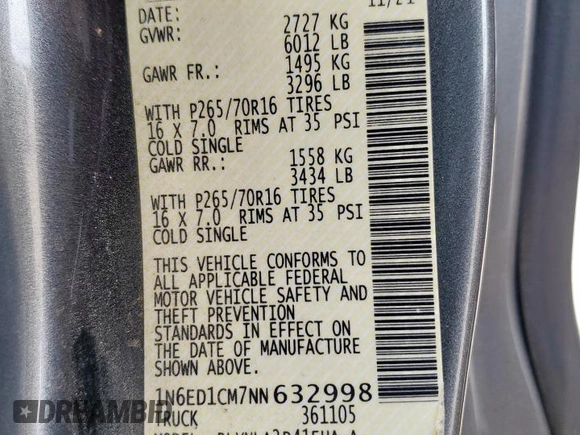 DATE: 11/21
GVWR: 2727 KG
6012 LB
GAWR FR.: 1495 KG
3296 LB
WITH P265/70R16 TIRES
16 X 7.0 RIMS AT 35 PSI
COLD SINGLE
GAWR RR.: 1558 KG
3434 LB
WITH P265/70R16 TIRES
16 X 7.0 RIMS AT 35 PSI
COLD SINGLE
THIS VEHICLE CONFORMS TO
ALL APPLICABLE FEDERAL
MOTOR VEHICLE SAFETY AND
THEFT PREVENTION
STANDARDS IN EFFECT ON
THE DATE OF MANUFACTURE
SHOWN ABOVE.
1N6ED1CM7NN632998
TRUCK 361105
DREAMBID